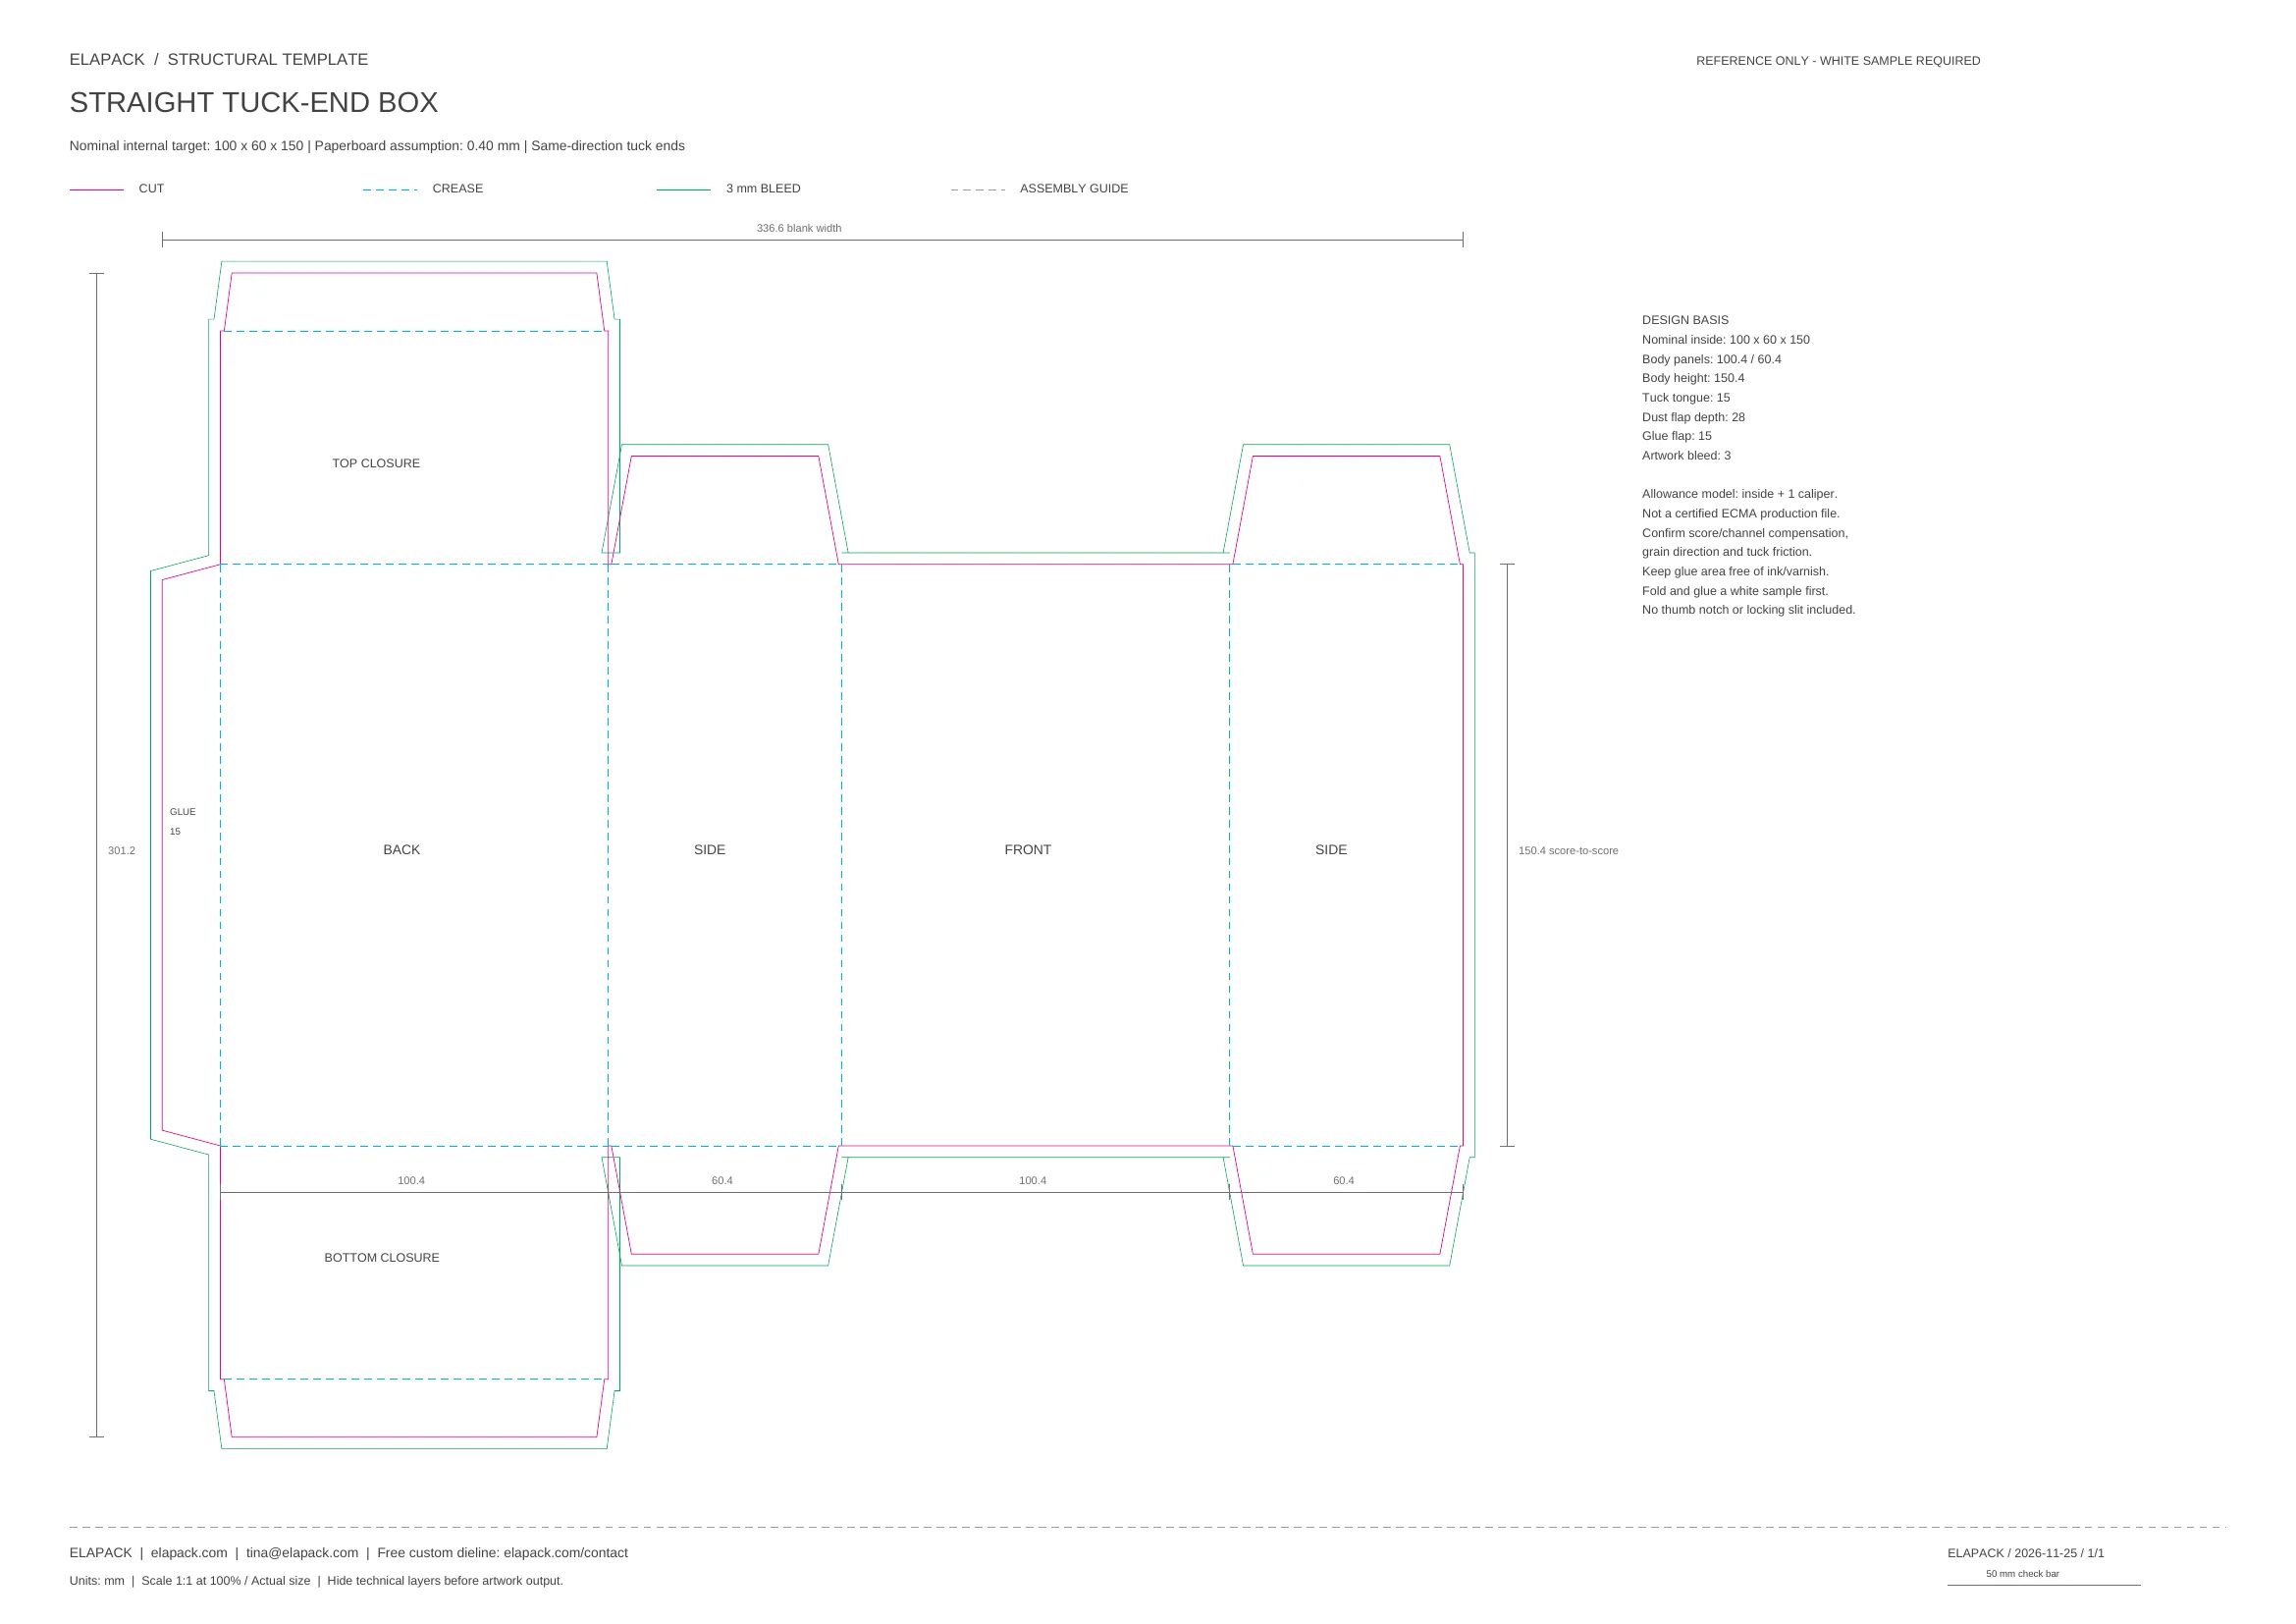 ELAPACK / STRUCTURAL TEMPLATE
REFERENCE ONLY - WHITE SAMPLE REQUIRED
STRAIGHT TUCK-END BOX
Nominal internal target: 100 x 60 x 150 | Paperboard assumption: 0.40 mm | Same-direction tuck ends
CUT
CREASE
3 mm BLEED
ASSEMBLY GUIDE
336.6 blank width
DESIGN BASIS
Nominal inside: 100 x 60 x 150
Body panels: 100.4 / 60.4
Body height: 150.4
Tuck tongue: 15
Dust flap depth: 28
Glue flap: 15
Artwork bleed: 3
Allowance model: inside + 1 caliper.
Not a certified ECMA production file.
Confirm score/channel compensation,
grain direction and tuck friction.
Keep glue area free of ink/varnish.
Fold and glue a white sample first.
No thumb notch or locking slit included.
TOP CLOSURE
GLUE
15
301.2
BACK
SIDE
FRONT
SIDE
150.4 score-to-score
100.4
60.4
100.4
60.4
BOTTOM CLOSURE
ELAPACK | elapack.com | tina@elapack.com | Free custom dieline: elapack.com/contact
Units: mm | Scale 1:1 at 100% / Actual size | Hide technical layers before artwork output.
ELAPACK / 2026-11-25 / 1/1
50 mm check bar